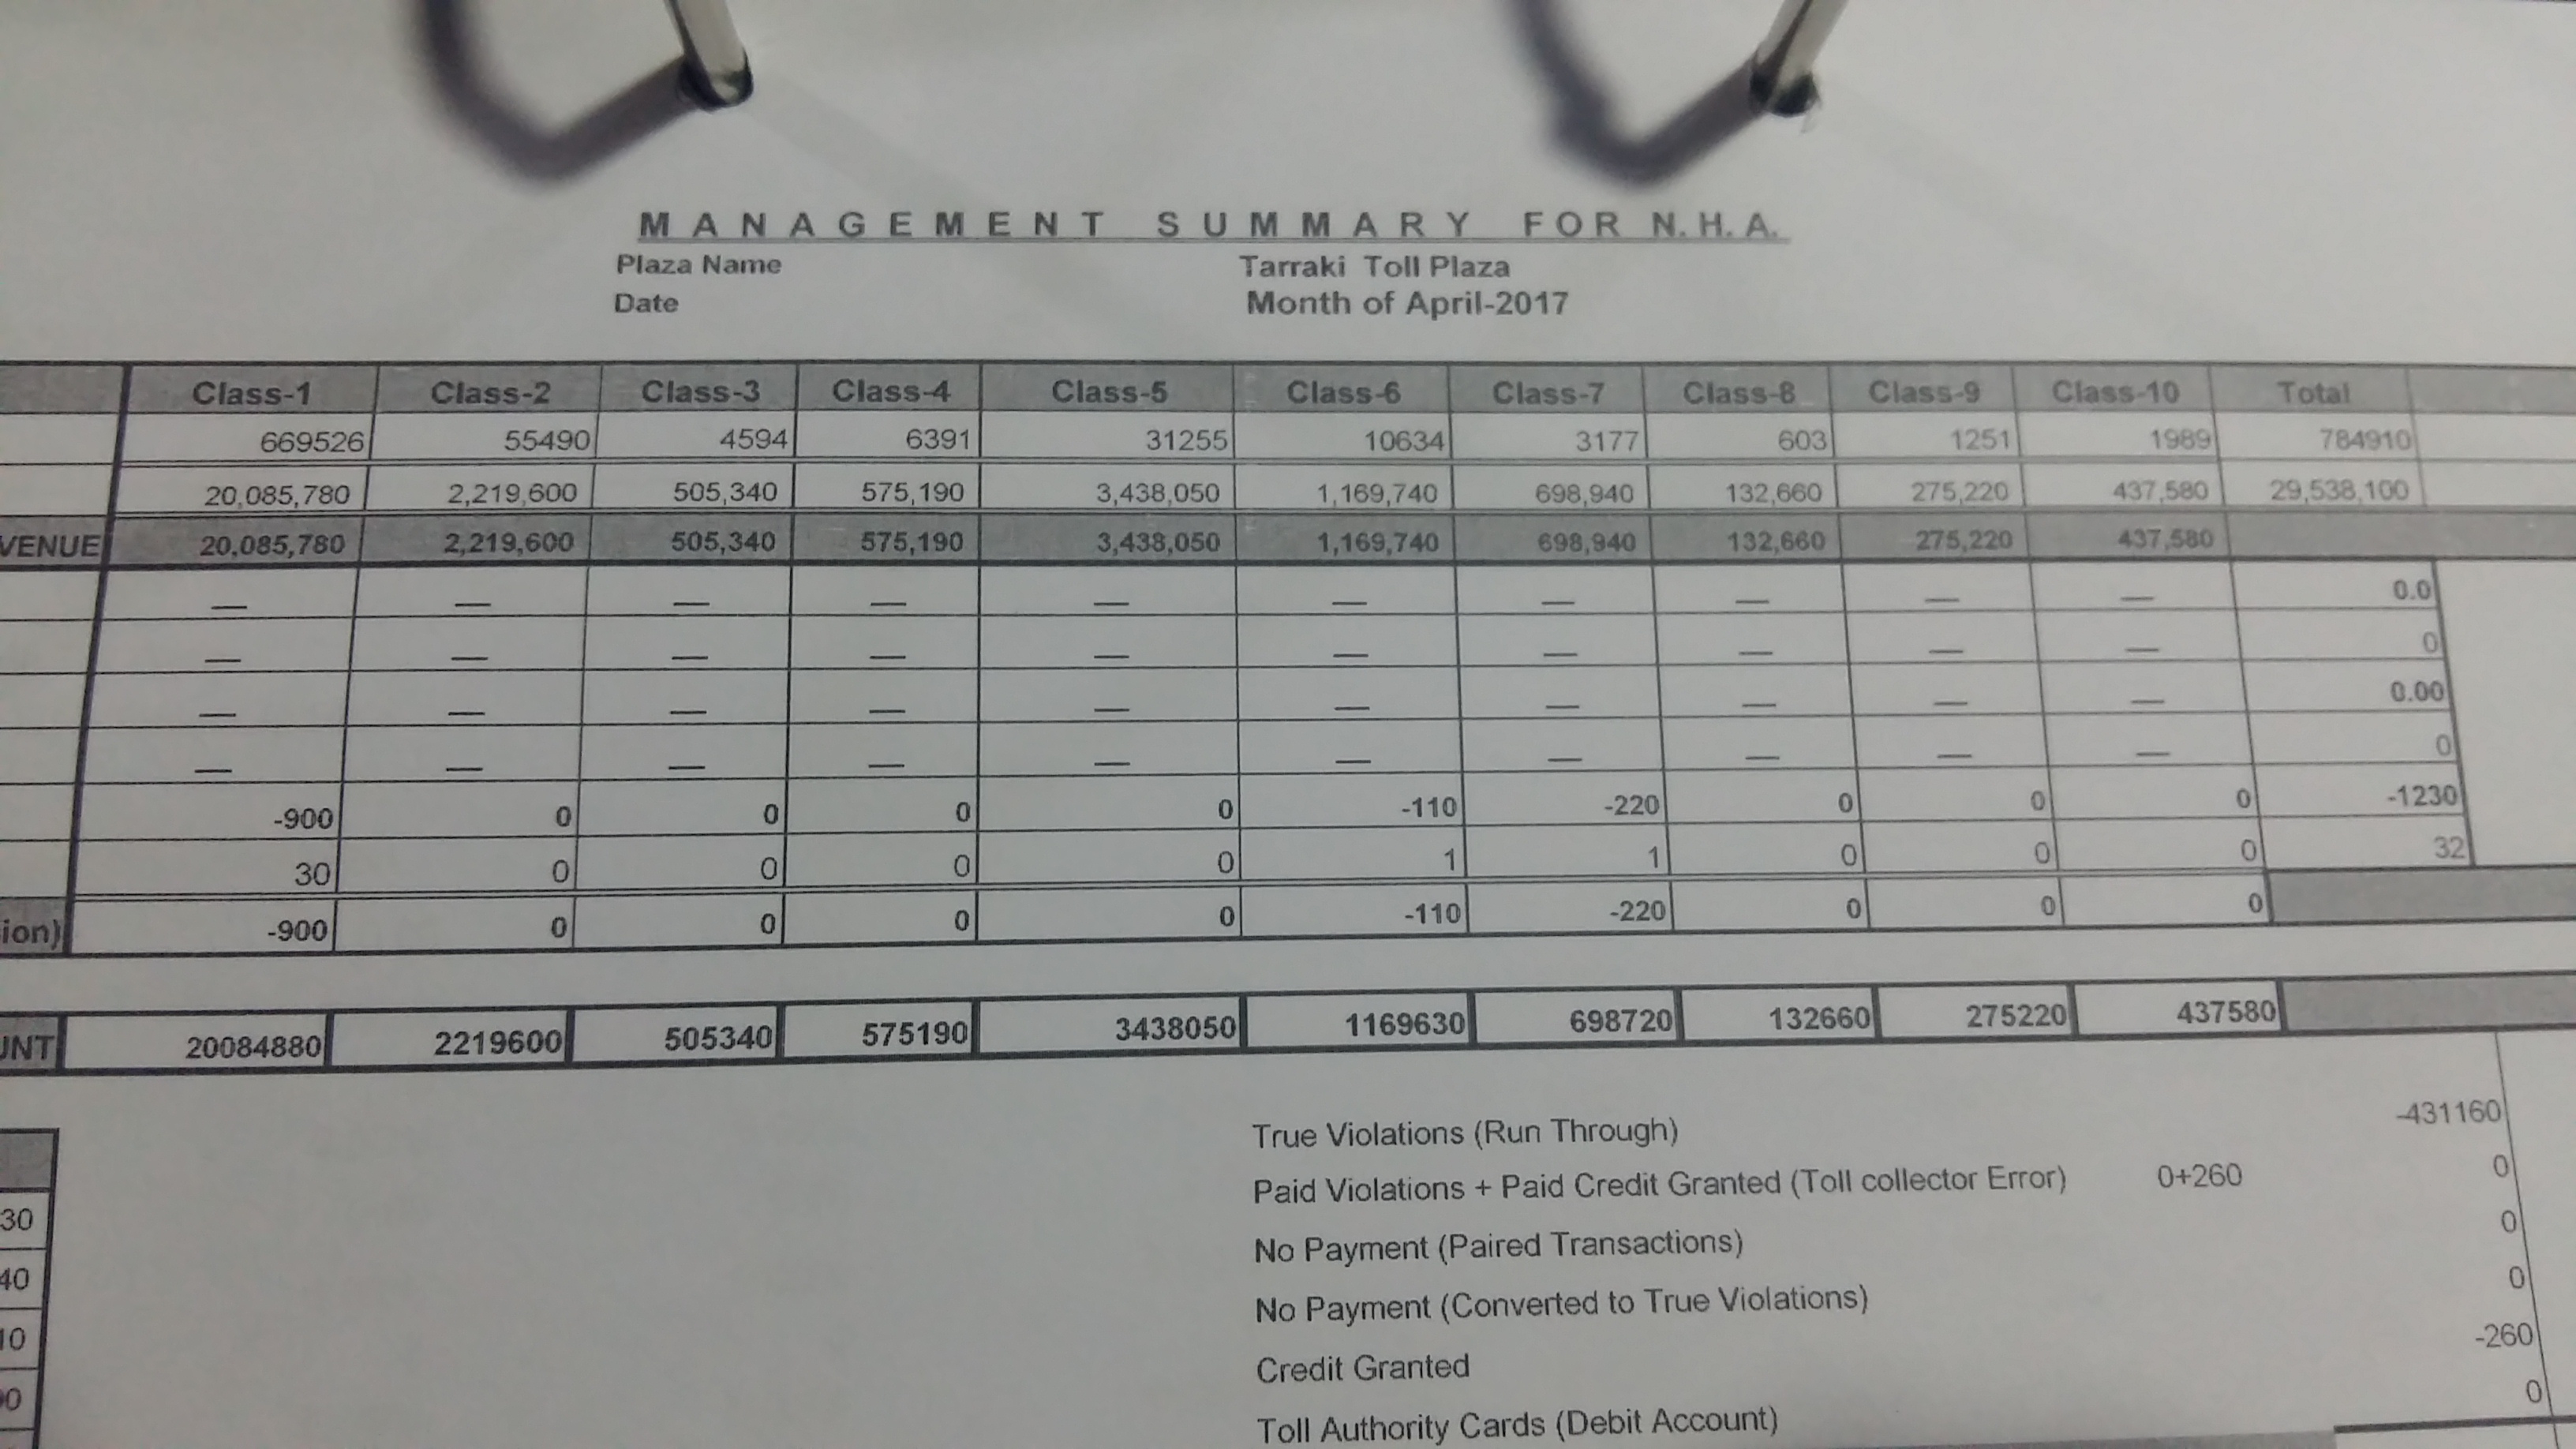 MANAGEMENT SUMMARY FOR N.H.A.
Plaza Name Tarraki Toll Plaza
Date Month of April-2017
Class-1 Class-2 Class-3 Class-4 Class-5 Class-6 Class-7 Class-8 Class-9 Class-10 Total
669526 55490 4594 6391 31255 10634 3177 603 1251 1989 784910
20,085,780 2,219,600 505,340 575,190 3,438,050 1,169,740 698,940 132,660 275,220 437,580 29,538,100
VENUE 20,085,780 2,219,600 505,340 575,190 3,438,050 1,169,740 698,940 132,660 275,220 437,580
— — — — — — — — — — 0.0
— — — — — — — — — — 0
— — — — — — — — — — 0.00
— — — — — — — — — — 0
-900 0 0 0 0 -110 -220 0 0 0 -1230
30 0 0 0 0 1 1 0 0 0 32
ion) -900 0 0 0 0 -110 -220 0 0 0
UNT 20084880 2219600 505340 575190 3438050 1169630 698720 132660 275220 437580
True Violations (Run Through) -431160
Paid Violations + Paid Credit Granted (Toll collector Error) 0+260 0
30 No Payment (Paired Transactions) 0
40 No Payment (Converted to True Violations) 0
10 Credit Granted -260
00 Toll Authority Cards (Debit Account) 0